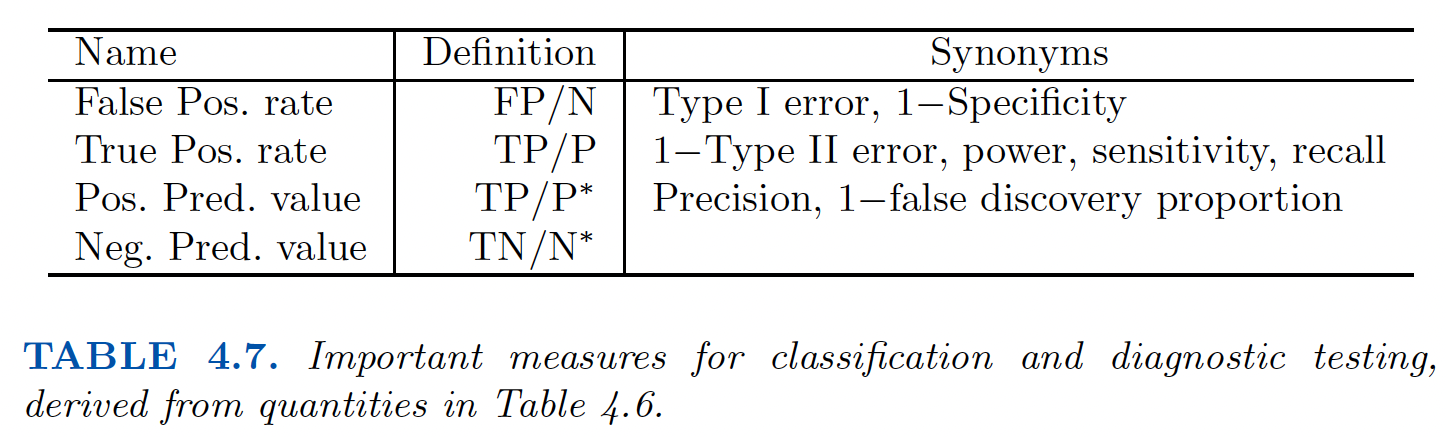 Name Definition Synonyms
False Pos. rate FP/N Type I error, 1−Specificity
True Pos. rate TP/P 1−Type II error, power, sensitivity, recall
Pos. Pred. value TP/P* Precision, 1−false discovery proportion
Neg. Pred. value TN/N*
TABLE 4.7. Important measures for classification and diagnostic testing,
derived from quantities in Table 4.6.